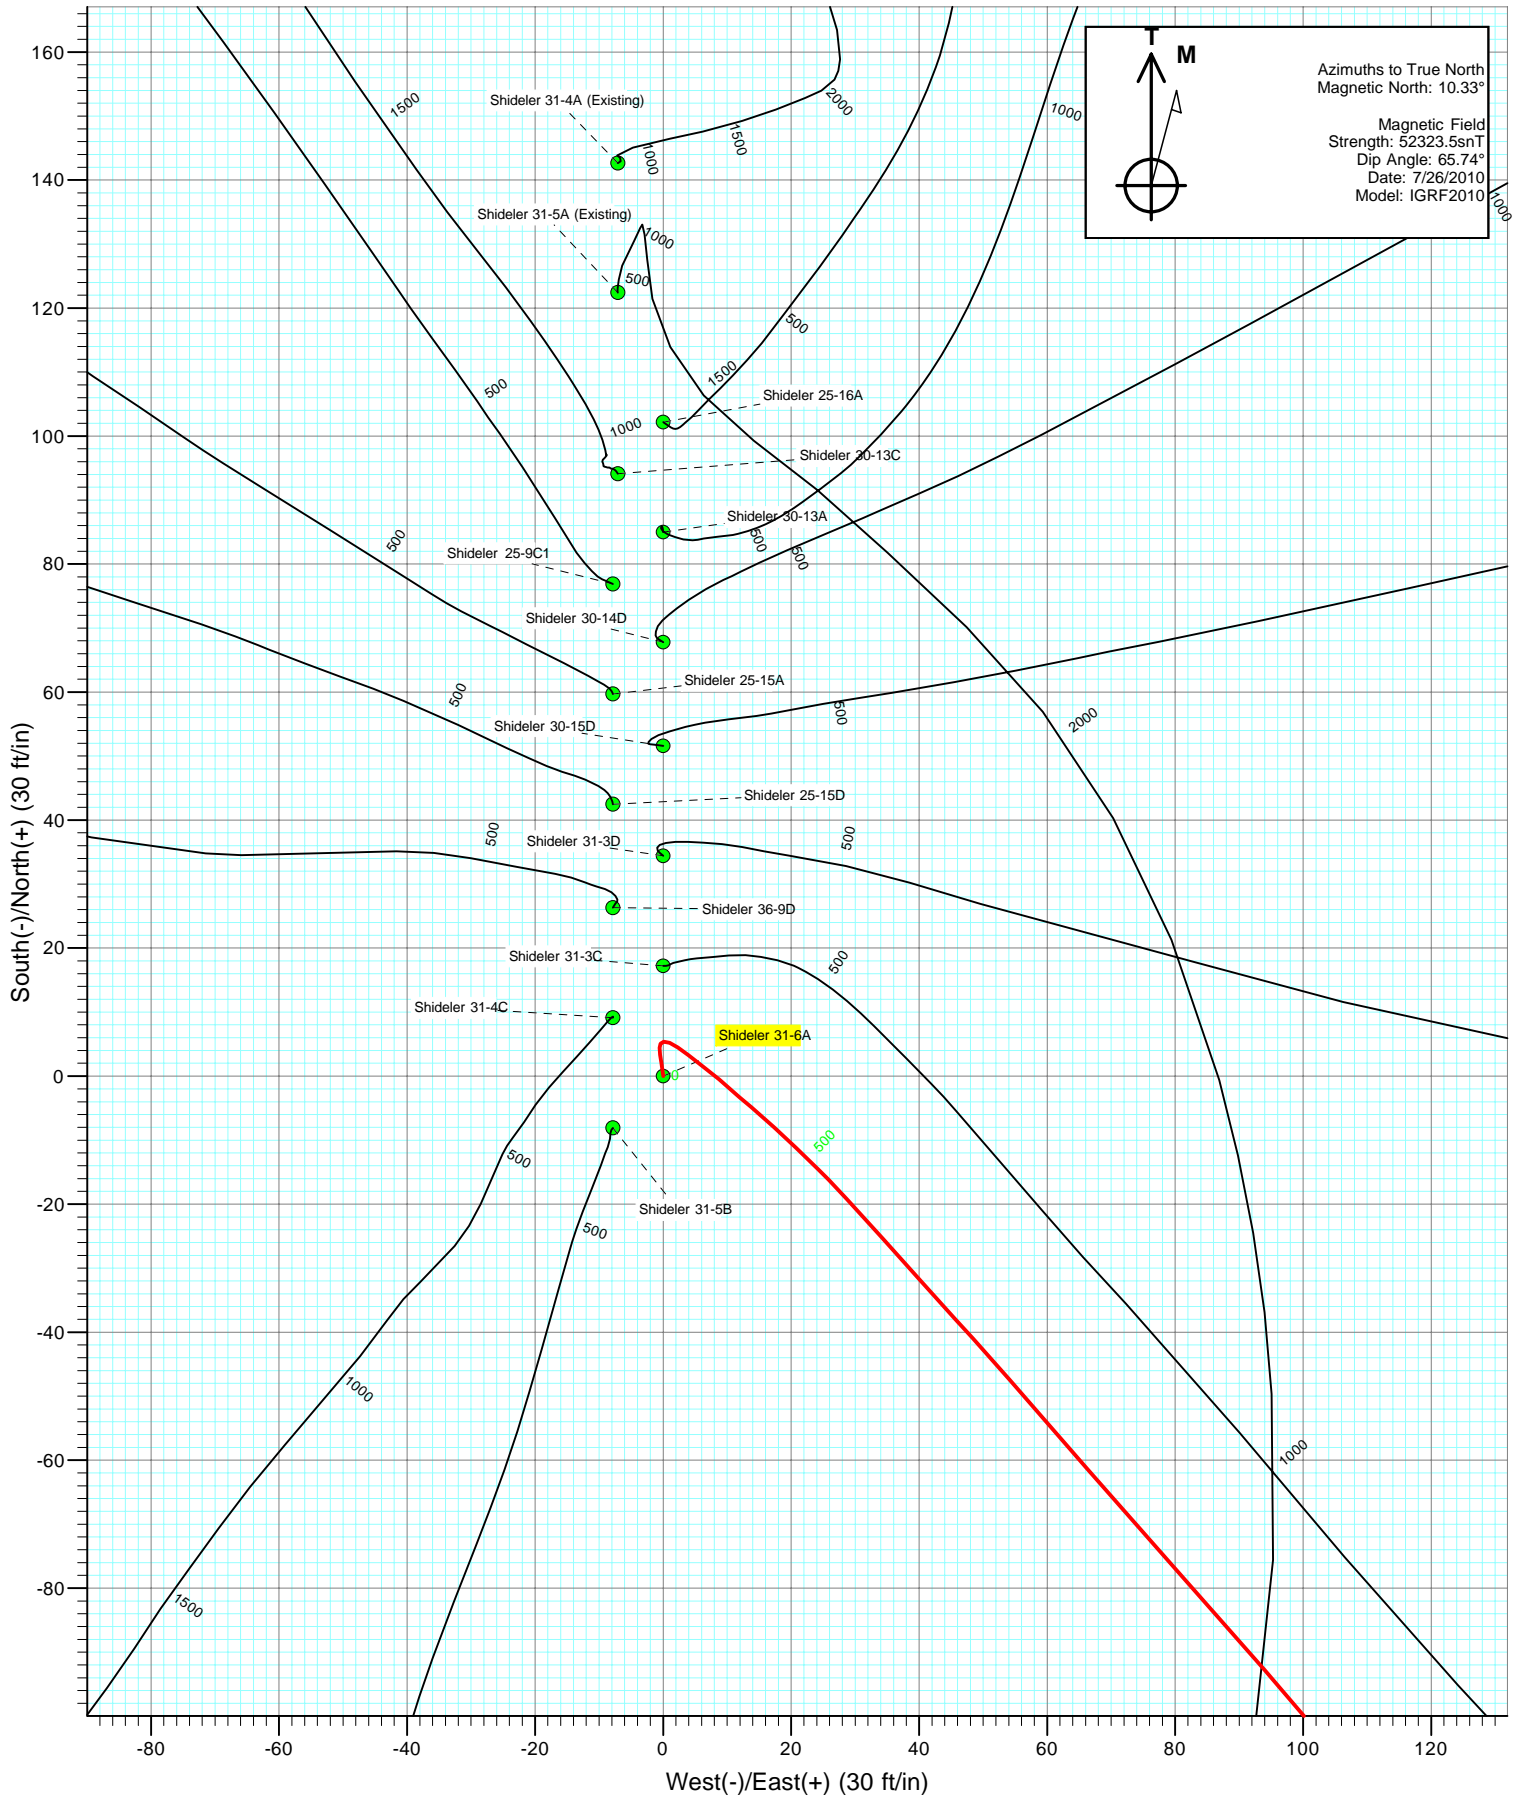 T
M
Azimuths to True North
Magnetic North: 10.33°
Magnetic Field
Strength: 52323.5snT
Dip Angle: 65.74°
Date: 7/26/2010
Model: IGRF2010
160
140
120
100
80
60
40
20
0
-20
-40
-60
-80
South(-)/North(+) (30 ft/in)
-80
-60
-40
-20
0
20
40
60
80
100
120
West(-)/East(+) (30 ft/in)
Shideler 31-4A (Existing)
1500
2000
1500
1000
1000
1000
Shideler 31-5A (Existing)
1000
500
500
1500
500
Shideler 25-16A
1000
Shideler 30-13C
Shideler 30-13A
500
500
500
Shideler 25-9C1
Shideler 30-14D
Shideler 25-15A
500
Shideler 30-15D
500
2000
Shideler 25-15D
500
Shideler 31-3D
500
Shideler 36-9D
Shideler 31-3C
500
Shideler 31-4C
Shideler 31-6A
0
500
500
Shideler 31-5B
500
1000
1000
1500